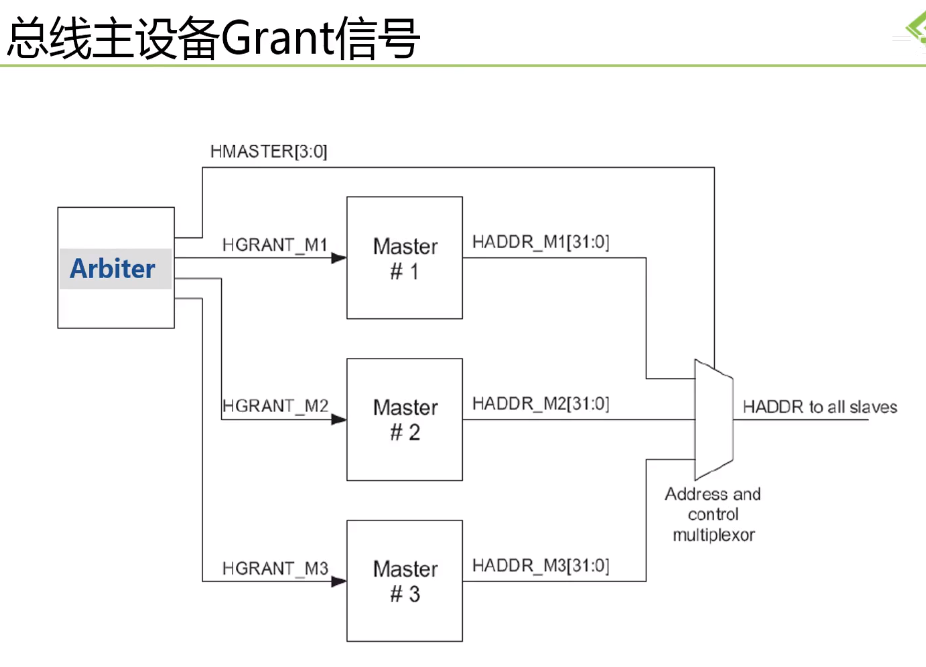 总线主设备Grant信号
HMASTER[3:0]
Arbiter
HGRANT_M1
Master
# 1
HADDR_M1[31:0]
HGRANT_M2
Master
# 2
HADDR_M2[31:0]
HADDR to all slaves
Address and
control
multiplexor
HGRANT_M3
Master
# 3
HADDR_M3[31:0]